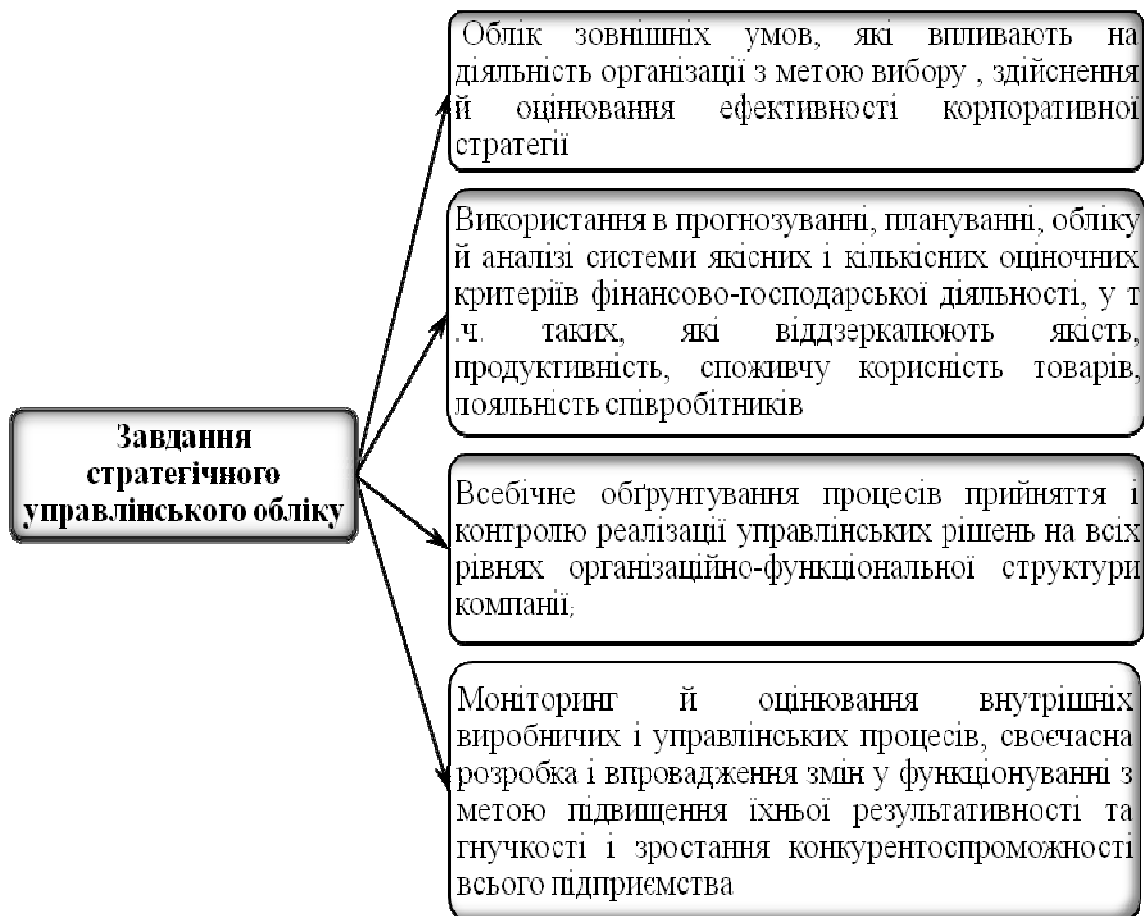 Завдання
стратегічного
управлінського обліку
Облік зовнішніх умов, які впливають на
діяльність організації з метою вибору , здійснення
й оцінювання ефективності корпоративної
стратегії
Використання в прогнозуванні, плануванні, обліку
й аналізі системи якісних і кількісних оціночних
критеріїв фінансово-господарської діяльності, у т
.ч. таких, які віддзеркалюють якість,
продуктивність, споживчу корисність товарів,
лояльність співробітників
Всебічне обґрунтування процесів прийняття і
контролю реалізації управлінських рішень на всіх
рівнях організаційно-функціональної структури
компанії;
Моніторинг й оцінювання внутрішніх
виробничих і управлінських процесів, своєчасна
розробка і впровадження змін у функціонуванні з
метою підвищення їхньої результативності та
гнучкості і зростання конкурентоспроможності
всього підприємства